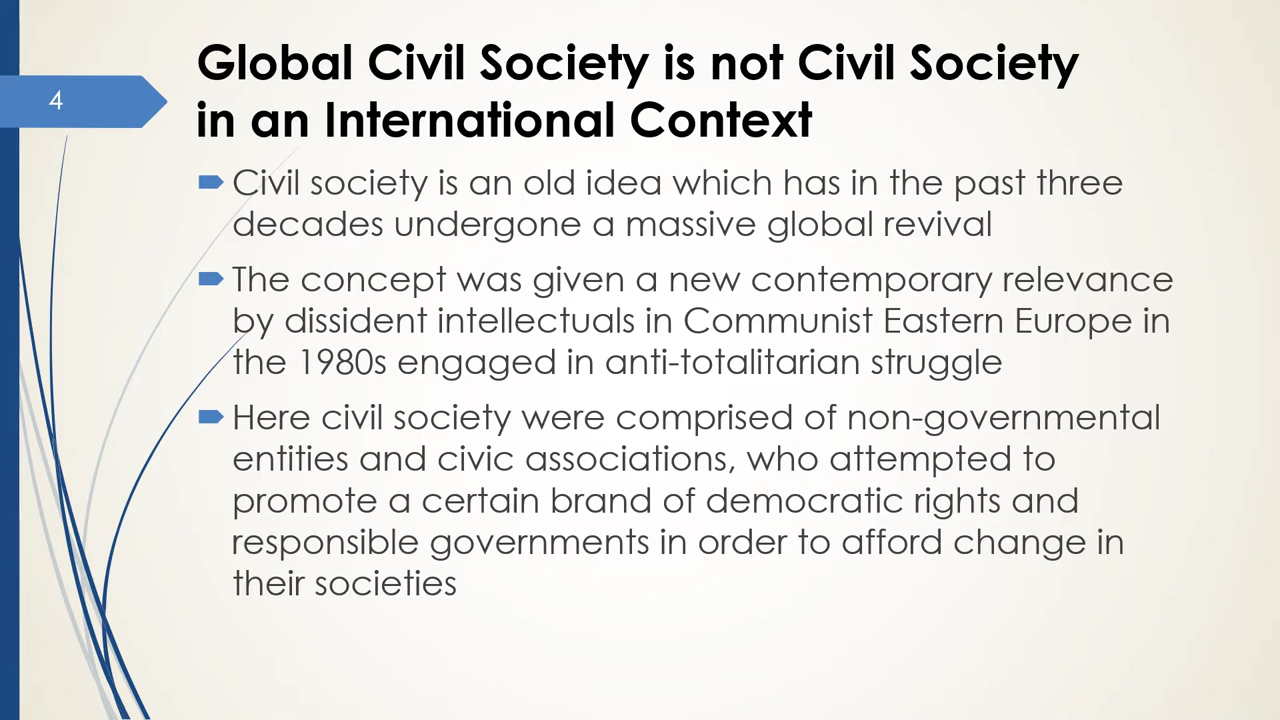 Global Civil Society is not Civil Society
in an International Context
4
Civil society is an old idea which has in the past three
decades undergone a massive global revival
The concept was given a new contemporary relevance
by dissident intellectuals in Communist Eastern Europe in
the 1980s engaged in anti-totalitarian struggle
Here civil society were comprised of non-governmental
entities and civic associations, who attempted to
promote a certain brand of democratic rights and
responsible governments in order to afford change in
their societies